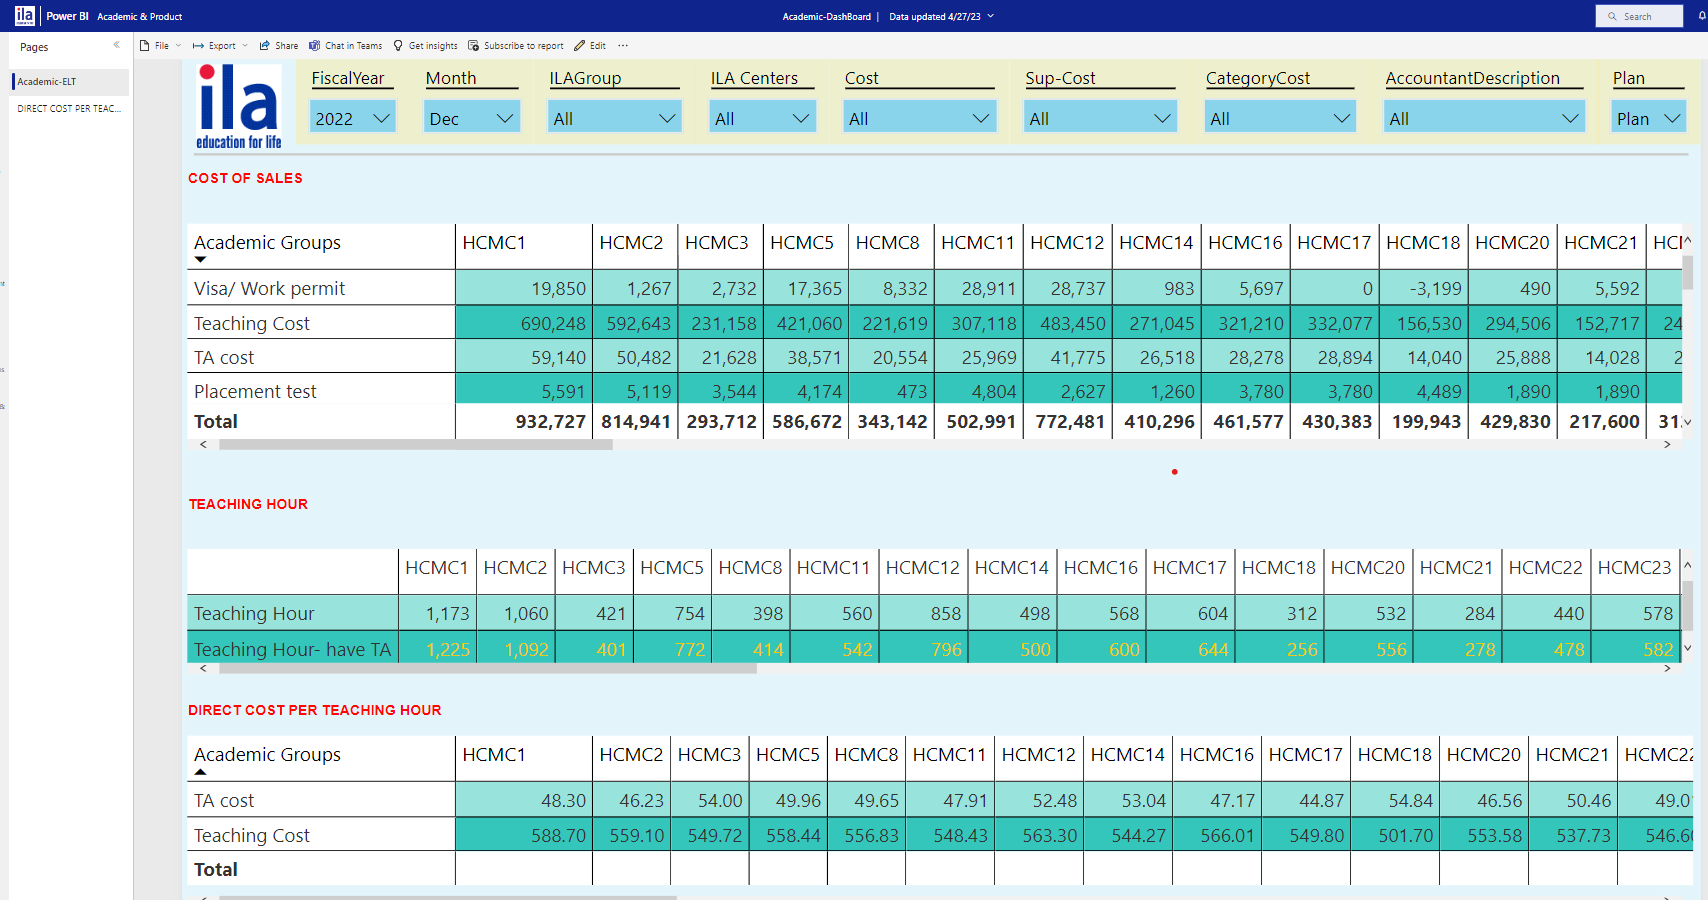 ila Power BI Academic & Product Academic-DashBoard | Data updated 4/27/23 Search
Pages « File Export Share Chat in Teams Get insights Subscribe to report Edit ...
Academic-ELT
DIRECT COST PER TEAC...
ila
education for life
FiscalYear Month ILAGroup ILA Centers Cost Sup-Cost CategoryCost AccountantDescription Plan
2022 Dec All All All All All All Plan
COST OF SALES
Academic Groups HCMC1 HCMC2 HCMC3 HCMC5 HCMC8 HCMC11 HCMC12 HCMC14 HCMC16 HCMC17 HCMC18 HCMC20 HCMC21
Visa/ Work permit 19,850 1,267 2,732 17,365 8,332 28,911 28,737 983 5,697 0 -3,199 490 5,592
Teaching Cost 690,248 592,643 231,158 421,060 221,619 307,118 483,450 271,045 321,210 332,077 156,530 294,506 152,717 24
TA cost 59,140 50,482 21,628 38,571 20,554 25,969 41,775 26,518 28,278 28,894 14,040 25,888 14,028 2
Placement test 5,591 5,119 3,544 4,174 473 4,804 2,627 1,260 3,780 3,780 4,489 1,890 1,890
Total 932,727 814,941 293,712 586,672 343,142 502,991 772,481 410,296 461,577 430,383 199,943 429,830 217,600
TEACHING HOUR
HCMC1 HCMC2 HCMC3 HCMC5 HCMC8 HCMC11 HCMC12 HCMC14 HCMC16 HCMC17 HCMC18 HCMC20 HCMC21 HCMC22 HCMC23
Teaching Hour 1,173 1,060 421 754 398 560 858 498 568 604 312 532 284 440 578
Teaching Hour- have TA 1,225 1,092 401 772 414 542 796 500 600 644 256 556 278 478 582
DIRECT COST PER TEACHING HOUR
Academic Groups HCMC1 HCMC2 HCMC3 HCMC5 HCMC8 HCMC11 HCMC12 HCMC14 HCMC16 HCMC17 HCMC18 HCMC20 HCMC21 HCMC22
TA cost 48.30 46.23 54.00 49.96 49.65 47.91 52.48 53.04 47.17 44.87 54.84 46.56 50.46 49.0
Teaching Cost 588.70 559.10 549.72 558.44 556.83 548.43 563.30 544.27 566.01 549.80 501.70 553.58 537.73 546.6
Total